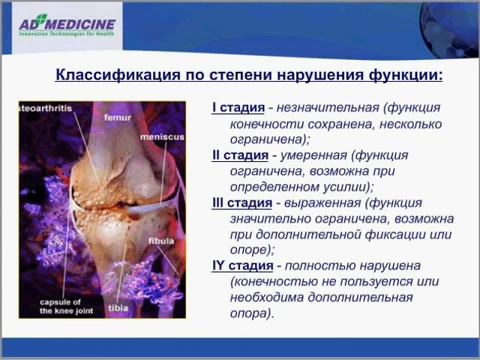 AD MEDICINE
Innovative Technologies for Health
Классификация по степени нарушения функции:
steoarthritis
femur
meniscus
fibula
capsule of
the knee joint
tibia
I стадия - незначительная (функция
конечности сохранена, несколько
ограничена);
II стадия - умеренная (функция
ограничена, возможна при
определенном усилии);
III стадия - выраженная (функция
значительно ограничена, возможна
при дополнительной фиксации или
опоре);
IY стадия - полностью нарушена
(конечностью не пользуется или
необходима дополнительная
опора).